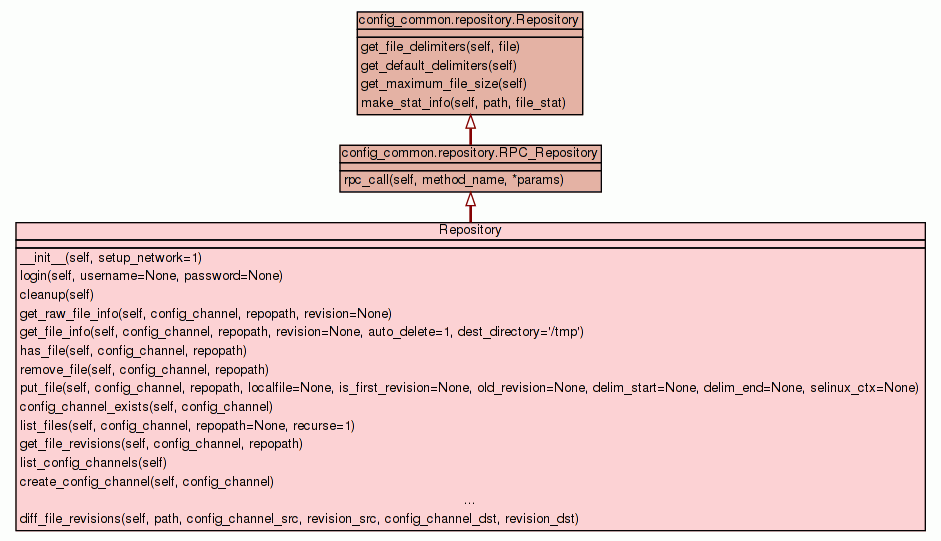 config_common.repository.Repository
get_file_delimiters(self, file)
get_default_delimiters(self)
get_maximum_file_size(self)
make_stat_info(self, path, file_stat)
config_common.repository.RPC_Repository
rpc_call(self, method_name, *params)
Repository
__init__(self, setup_network=1)
login(self, username=None, password=None)
cleanup(self)
get_raw_file_info(self, config_channel, repopath, revision=None)
get_file_info(self, config_channel, repopath, revision=None, auto_delete=1, dest_directory='/tmp')
has_file(self, config_channel, repopath)
remove_file(self, config_channel, repopath)
put_file(self, config_channel, repopath, localfile=None, is_first_revision=None, old_revision=None, delim_start=None, delim_end=None, selinux_ctx=None)
config_channel_exists(self, config_channel)
list_files(self, config_channel, repopath=None, recurse=1)
get_file_revisions(self, config_channel, repopath)
list_config_channels(self)
create_config_channel(self, config_channel)
...
diff_file_revisions(self, path, config_channel_src, revision_src, config_channel_dst, revision_dst)